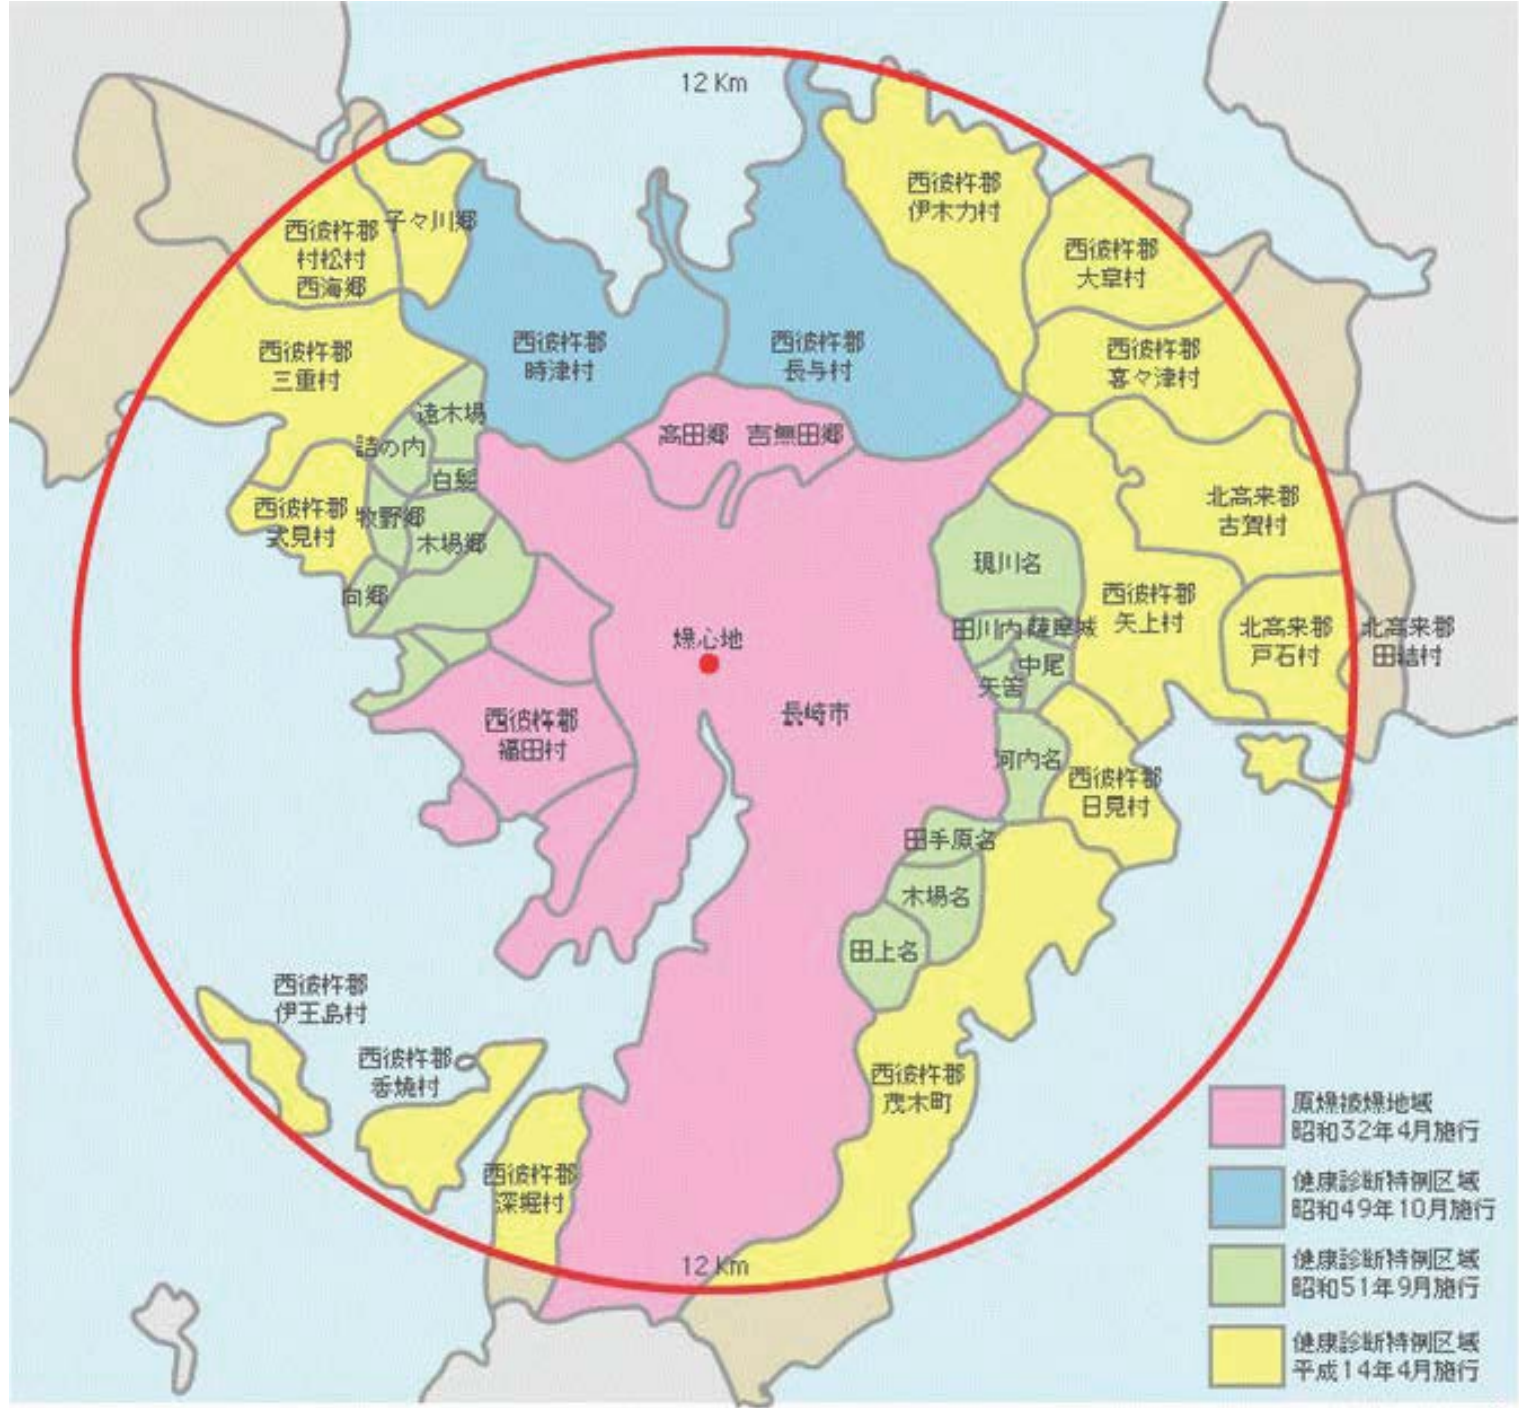 12 Km
西彼杵郡
伊木力村
西彼杵郡
村松村
西海郷
子々川郷
西彼杵郡
大草村
西彼杵郡
三重村
西彼杵郡
時津村
西彼杵郡
長与村
西彼杵郡
喜々津村
遠木場
詰の内
高田郷
吉無田郷
白髪
西彼杵郡
式見村
牧野郷
木場郷
北高来郡
古賀村
現川名
向郷
西彼杵郡
矢上村
田川内
薩摩城
中尾
矢筈
北高来郡
戸石村
北高来郡
田結村
爆心地
長崎市
西彼杵郡
福田村
河内名
西彼杵郡
日見村
田手原名
木場名
田上名
西彼杵郡
伊王島村
西彼杵郡
香焼村
西彼杵郡
茂木町
西彼杵郡
深堀村
12 Km
原爆被爆地域
昭和32年4月施行
健康診断特例区域
昭和49年10月施行
健康診断特例区域
昭和51年9月施行
健康診断特例区域
平成14年4月施行